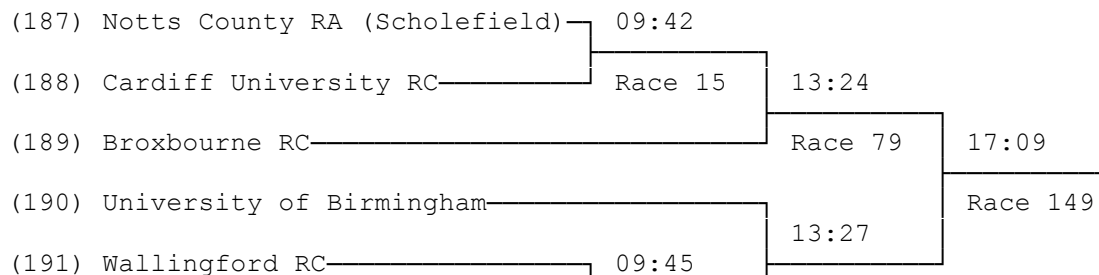 (187) Notts County RA (Scholefield) 09:42
(188) Cardiff University RC Race 15 13:24
(189) Broxbourne RC Race 79 17:09
(190) University of Birmingham Race 149
13:27
(191) Wallingford RC 09:45